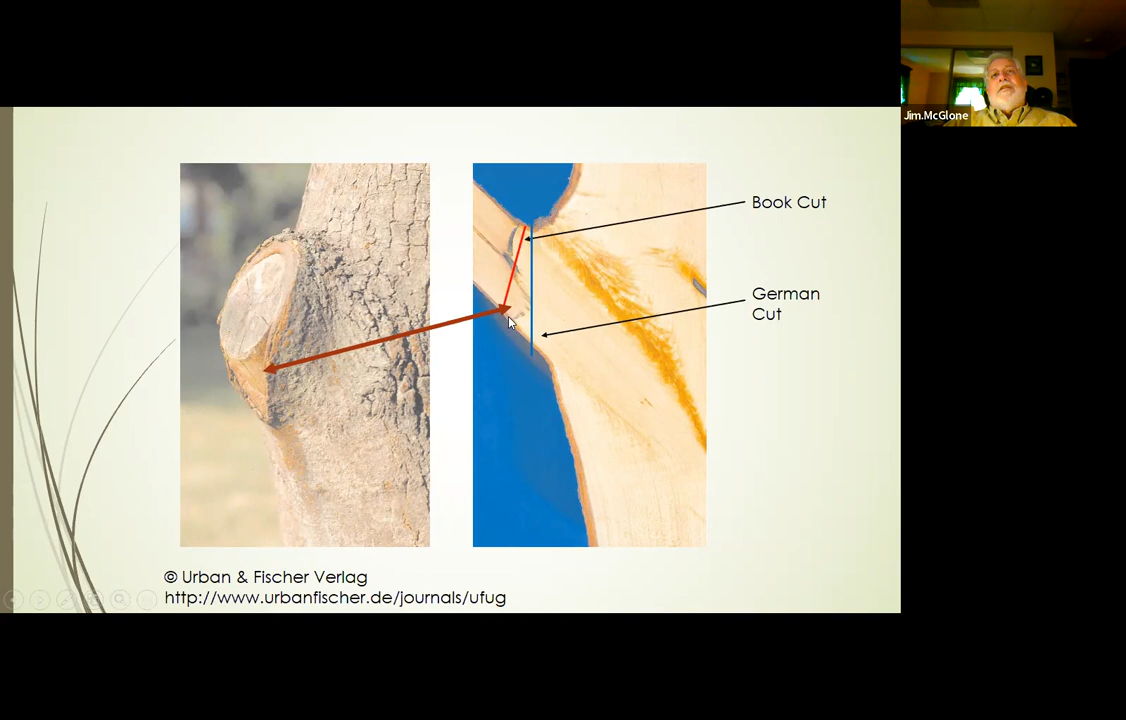 Jim.McGlone
Book Cut
German
Cut
© Urban & Fischer Verlag
http://www.urbanfischer.de/journals/ufug